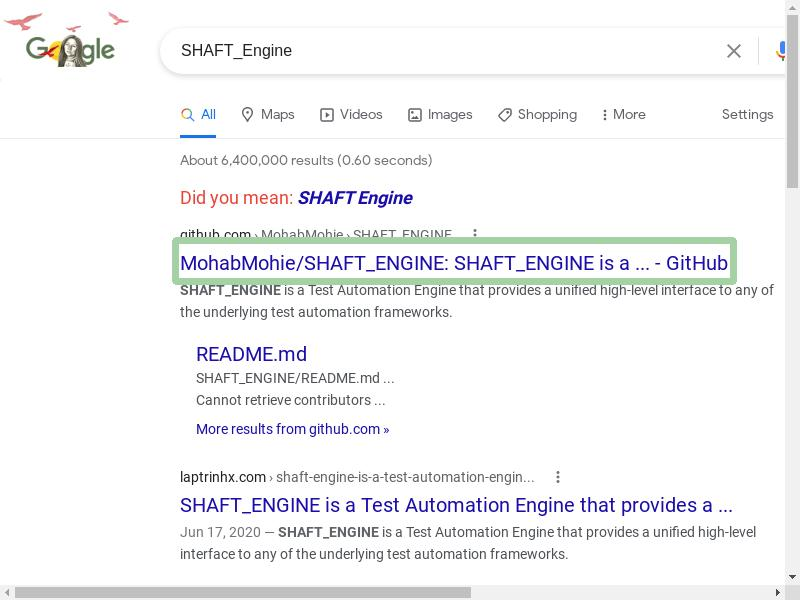 Google
SHAFT_Engine
All Maps Videos Images Shopping More Settings
About 6,400,000 results (0.60 seconds)
Did you mean: SHAFT Engine
github.com › MohabMohie › SHAFT_ENGINE
MohabMohie/SHAFT_ENGINE: SHAFT_ENGINE is a ... - GitHub
SHAFT_ENGINE is a Test Automation Engine that provides a unified high-level interface to any of
the underlying test automation frameworks.
README.md
SHAFT_ENGINE/README.md ...
Cannot retrieve contributors ...
More results from github.com »
laptrinhx.com › shaft-engine-is-a-test-automation-engin...
SHAFT_ENGINE is a Test Automation Engine that provides a ...
Jun 17, 2020 — SHAFT_ENGINE is a Test Automation Engine that provides a unified high-level
interface to any of the underlying test automation frameworks.